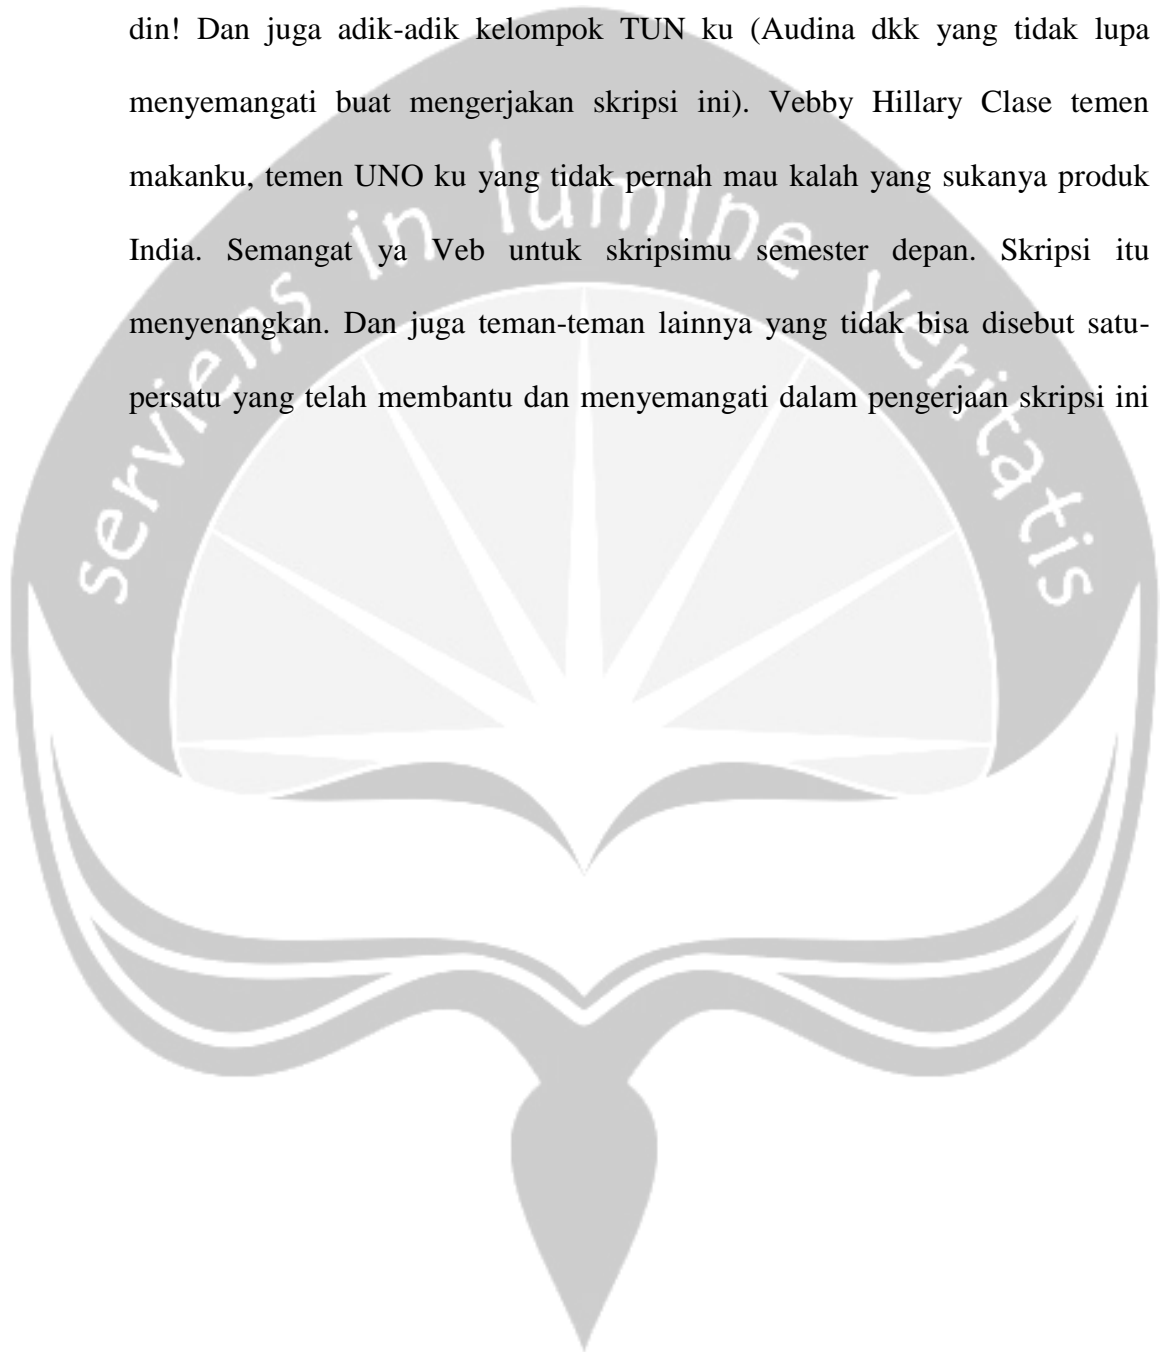 din! Dan juga adik-adik kelompok TUN ku (Audina dkk yang tidak lupa
menyemangati buat mengerjakan skripsi ini). Vebby Hillary Clase temen
makanku, temen UNO ku yang tidak pernah mau kalah yang sukanya produk
India. Semangat ya Veb untuk skripsimu semester depan. Skripsi itu
menyenangkan. Dan juga teman-teman lainnya yang tidak bisa disebut satu-
persatu yang telah membantu dan menyemangati dalam pengerjaan skripsi ini
serviens in lumine veritatis